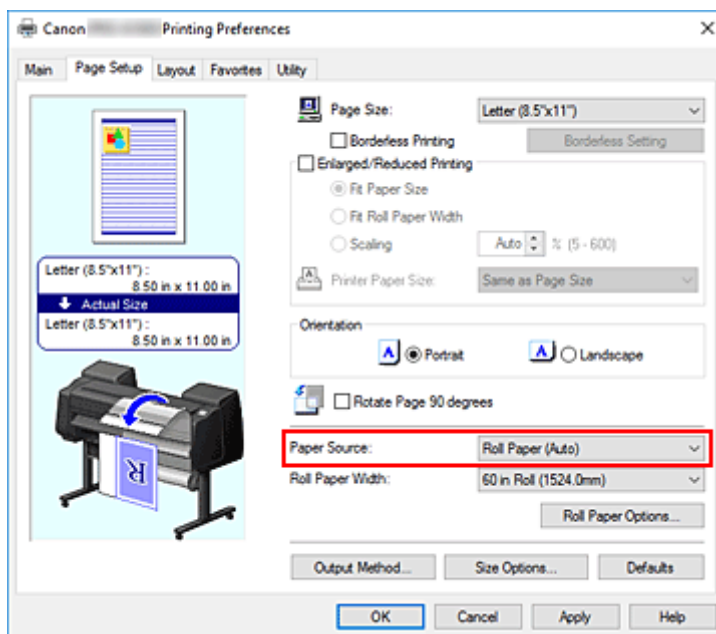 Canon Printing Preferences
Main Page Setup Layout Favorites Utility
Page Size: Letter (8.5"x11")
Borderless Printing Borderless Setting
Enlarged/Reduced Printing
Fit Paper Size
Fit Roll Paper Width
Scaling Auto % (5 - 600)
Printer Paper Size: Same as Page Size
Letter (8.5"x11") :
8.50 in x 11.00 in
Actual Size
Letter (8.5"x11") :
8.50 in x 11.00 in
Orientation
A Portrait A Landscape
Rotate Page 90 degrees
Paper Source: Roll Paper (Auto)
Roll Paper Width: 60 in Roll (1524.0mm)
Roll Paper Options...
R
Output Method... Size Options... Defaults
OK Cancel Apply Help